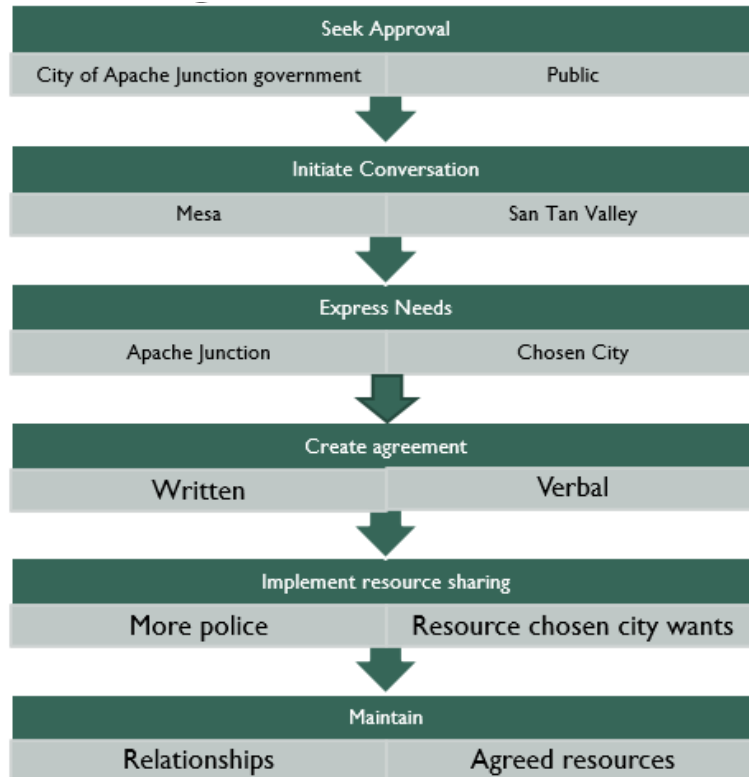 Seek Approval
City of Apache Junction government Public
Initiate Conversation
Mesa San Tan Valley
Express Needs
Apache Junction Chosen City
Create agreement
Written Verbal
Implement resource sharing
More police Resource chosen city wants
Maintain
Relationships Agreed resources